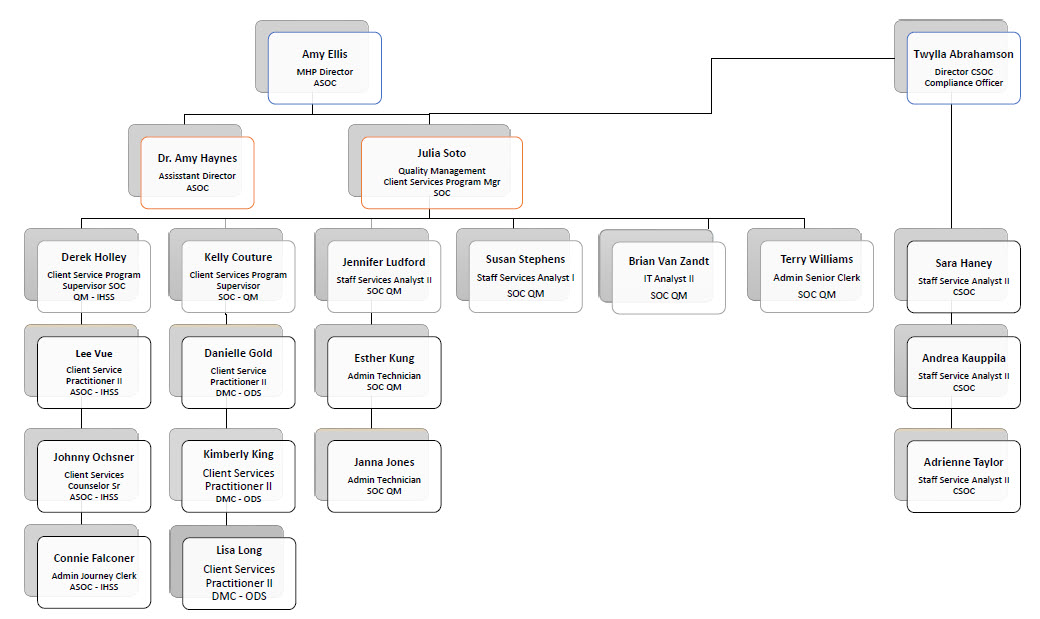 Amy Ellis
MHP Director
ASOC
Twylla Abrahamson
Director CSOC
Compliance Officer
Dr. Amy Haynes
Assisstant Director
ASOC
Julia Soto
Quality Management
Client Services Program Mgr
SOC
Derek Holley
Client Service Program
Supervisor SOC
QM - IHSS
Kelly Couture
Client Services Program
Supervisor
SOC - QM
Jennifer Ludford
Staff Services Analyst II
SOC QM
Susan Stephens
Staff Services Analyst I
SOC QM
Brian Van Zandt
IT Analyst II
SOC QM
Terry Williams
Admin Senior Clerk
SOC QM
Sara Haney
Staff Service Analyst II
CSOC
Lee Vue
Client Service
Practitioner II
ASOC - IHSS
Danielle Gold
Client Service
Practitioner II
DMC - ODS
Esther Kung
Admin Technician
SOC QM
Andrea Kauppila
Staff Service Analyst II
CSOC
Johnny Ochsner
Client Services
Counselor Sr
ASOC - IHSS
Kimberly King
Client Services
Practitioner II
DMC - ODS
Janna Jones
Admin Technician
SOC QM
Adrienne Taylor
Staff Service Analyst II
CSOC
Connie Falconer
Admin Journey Clerk
ASOC - IHSS
Lisa Long
Client Services
Practitioner II
DMC - ODS